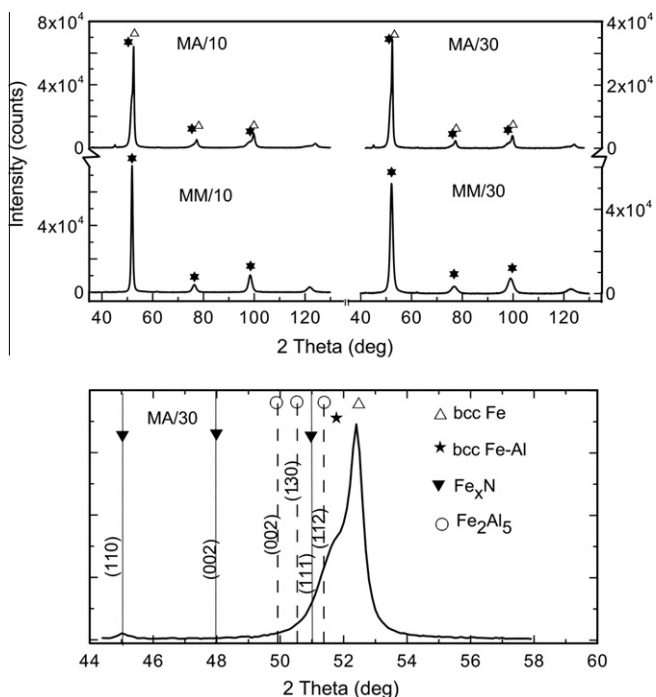 8x10⁴
4x10⁴
0
4x10⁴
0
Intensity (counts)
MA/10
MA/30
MM/10
MM/30
4x10⁴
2x10⁴
0
4x10⁴
2x10⁴
0
40 60 80 100 120 40 60 80 100 120
2 Theta (deg)
MA/30
bcc Fe
bcc Fe-Al
FeₓN
Fe₂Al₅
(110)
(002)
(002)
(130)
(111)
(112)
44 46 48 50 52 54 56 58 60
2 Theta (deg)